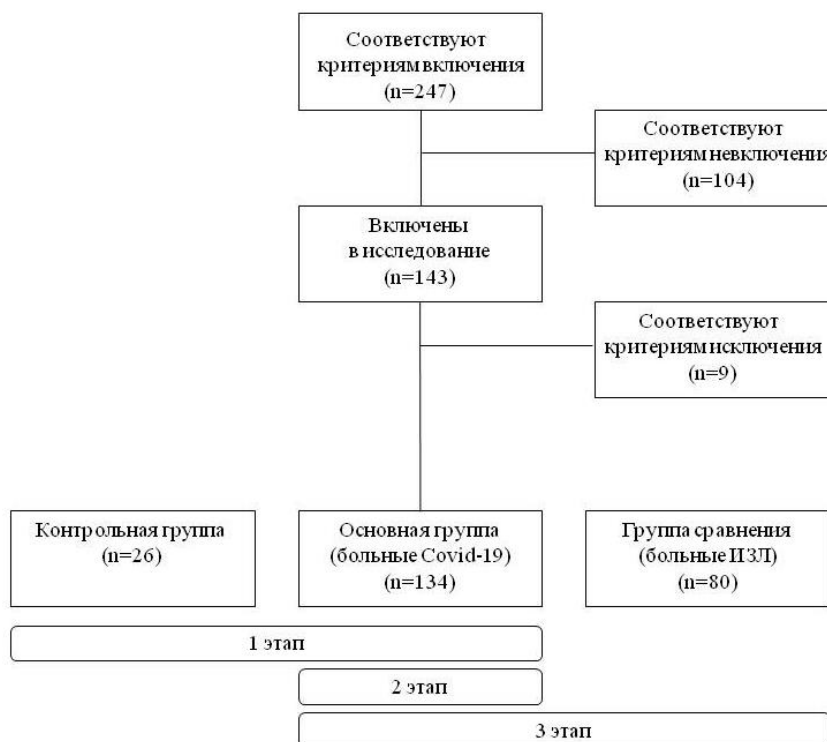 Соответствуют
критериям включения
(n=247)
Соответствуют
критериям невключения
(n=104)
Включены
в исследование
(n=143)
Соответствуют
критериям исключения
(n=9)
Контрольная группа
(n=26)
Основная группа
(больные Covid-19)
(n=134)
Группа сравнения
(больные ИЗЛ)
(n=80)
1 этап
2 этап
3 этап